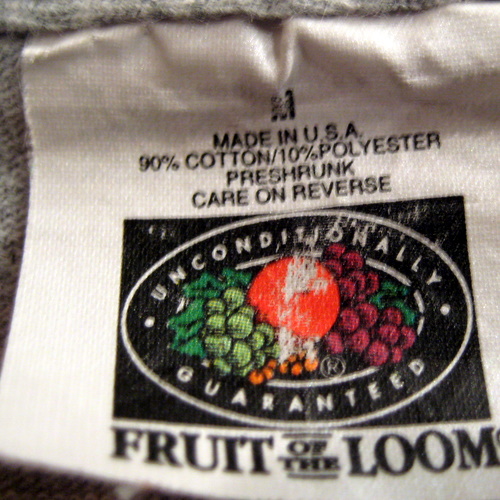 M
MADE IN U.S.A.
90% COTTON/10%POLYESTER
PRESHRUNK
CARE ON REVERSE
UNCONDITIONALLY
®
GUARANTEED
FRUIT OF THE LOOM®